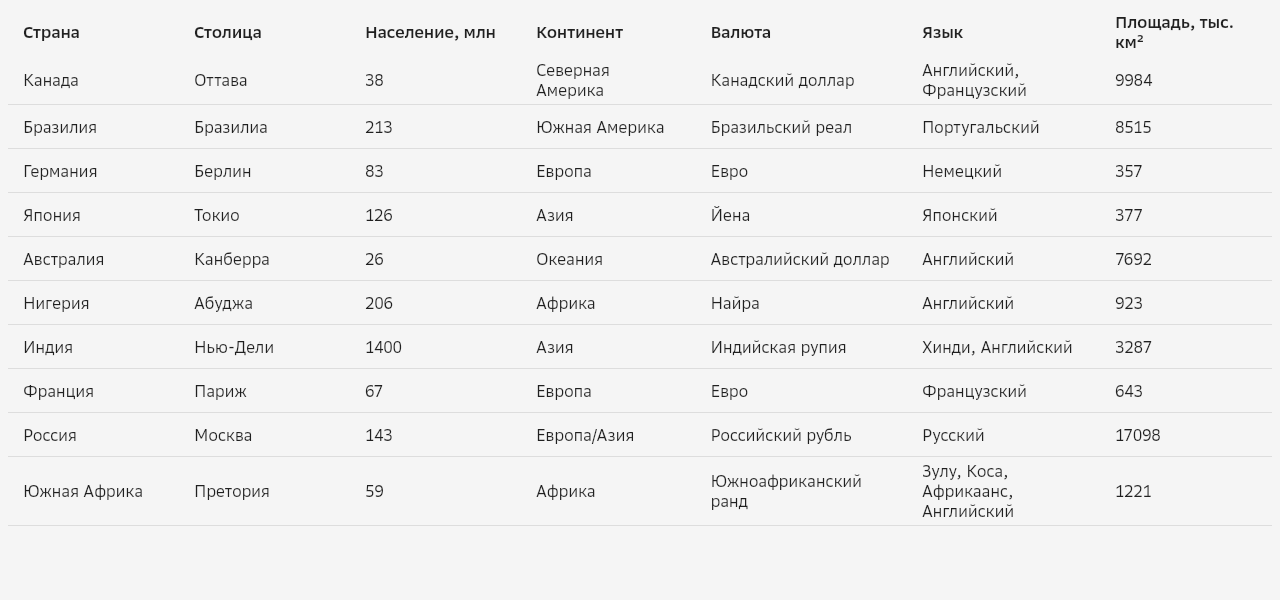 Страна Столица Население, млн Континент Валюта Язык Площадь, тыс. км²
Канада Оттава 38 Северная Америка Канадский доллар Английский, Французский 9984
Бразилия Бразилиа 213 Южная Америка Бразильский реал Португальский 8515
Германия Берлин 83 Европа Евро Немецкий 357
Япония Токио 126 Азия Йена Японский 377
Австралия Канберра 26 Океания Австралийский доллар Английский 7692
Нигерия Абуджа 206 Африка Найра Английский 923
Индия Нью-Дели 1400 Азия Индийская рупия Хинди, Английский 3287
Франция Париж 67 Европа Евро Французский 643
Россия Москва 143 Европа/Азия Российский рубль Русский 17098
Южная Африка Претория 59 Африка Южноафриканский ранд Зулу, Коса, Африкаанс, Английский 1221